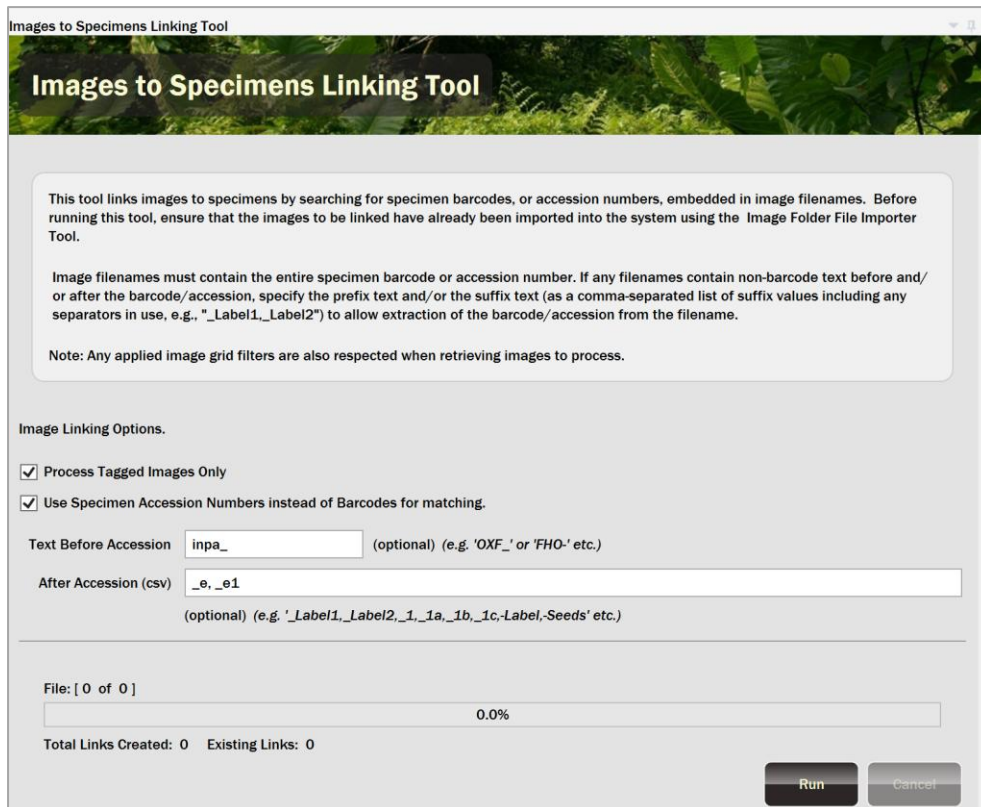 Images to Specimens Linking Tool
Images to Specimens Linking Tool
This tool links images to specimens by searching for specimen barcodes, or accession numbers, embedded in image filenames.  Before
running this tool, ensure that the images to be linked have already been imported into the system using the  Image Folder File Importer
Tool.
Image filenames must contain the entire specimen barcode or accession number. If any filenames contain non-barcode text before and/
or after the barcode/accession, specify the prefix text and/or the suffix text (as a comma-separated list of suffix values including any
separators in use, e.g., "_Label1,_Label2") to allow extraction of the barcode/accession from the filename.
Note: Any applied image grid filters are also respected when retrieving images to process.
Image Linking Options.
Process Tagged Images Only
Use Specimen Accession Numbers instead of Barcodes for matching.
Text Before Accession inpa_ (optional) (e.g. 'OXF_' or 'FHO-' etc.)
After Accession (csv) _e, _e1
(optional) (e.g. '_Label1,_Label2,_1,_1a,_1b,_1c,-Label,-Seeds' etc.)
File: [ 0 of 0 ]
0.0%
Total Links Created: 0 Existing Links: 0
Run Cancel